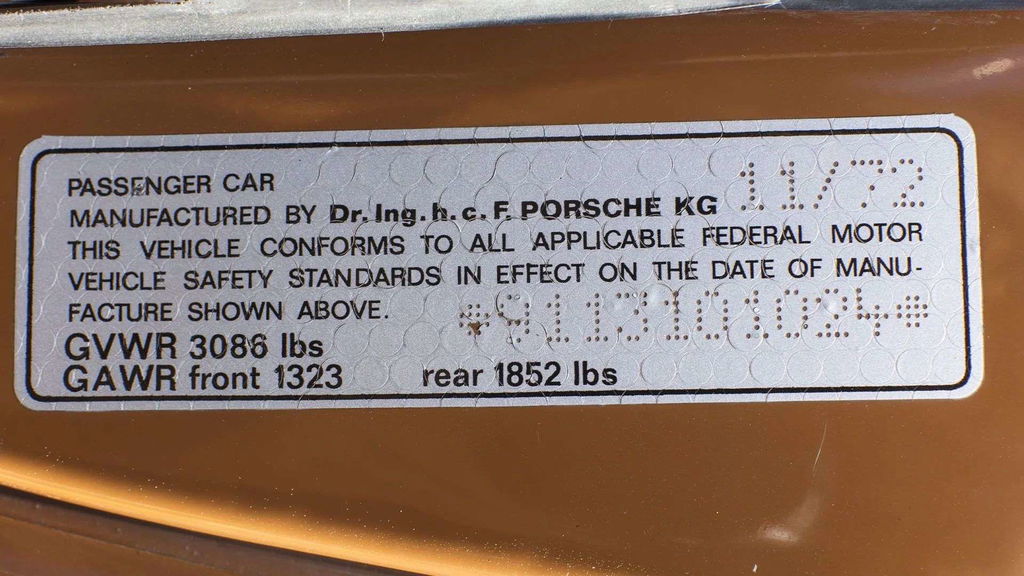 PASSENGER CAR 11/72
MANUFACTURED BY Dr.Ing.h.c.F.PORSCHE KG
THIS VEHICLE CONFORMS TO ALL APPLICABLE FEDERAL MOTOR
VEHICLE SAFETY STANDARDS IN EFFECT ON THE DATE OF MANU-
FACTURE SHOWN ABOVE. *9113101024*
GVWR 3086 lbs
GAWR front 1323 rear 1852 lbs